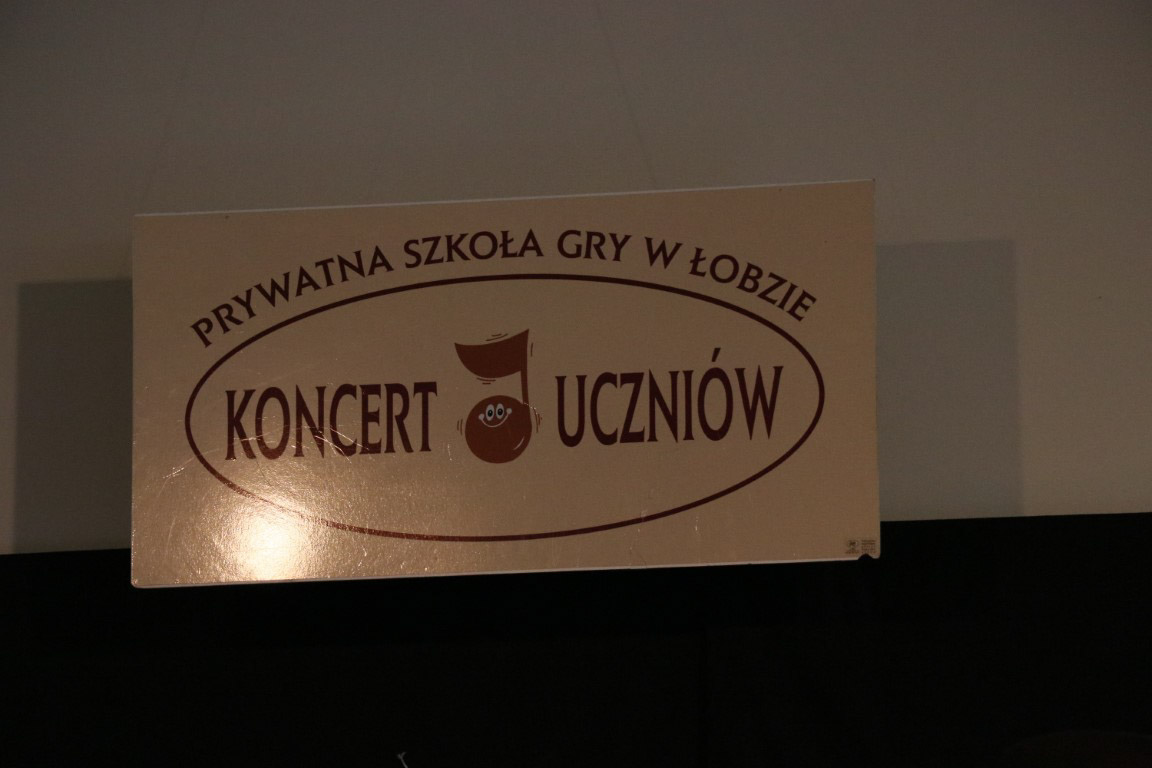 PRYWATNA SZKOŁA GRY W ŁOBZIE
KONCERT UCZNIÓW